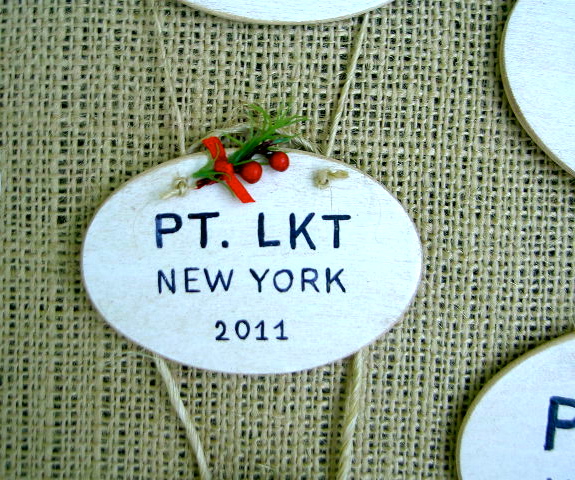 PT. LKT
NEW YORK
2011
P